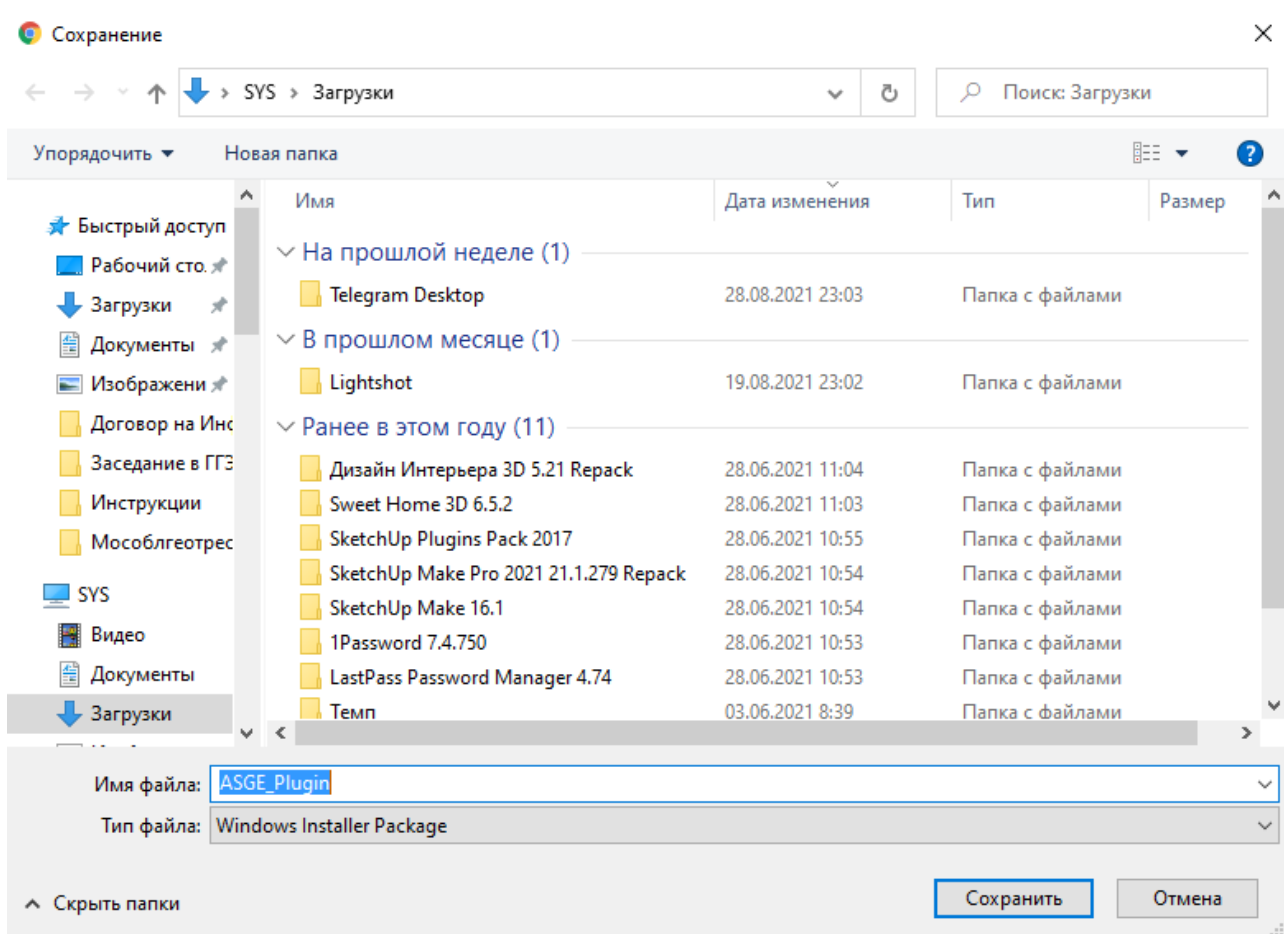 Сохранение
SYS › Загрузки
Поиск: Загрузки
Упорядочить
Новая папка
?
Имя
Дата изменения
Тип
Размер
Быстрый доступ
Рабочий сто.
Загрузки
Документы
Изображени
Договор на Инс
Заседание в ГГЭ
Инструкции
Мособлгеотрес
SYS
Видео
Документы
Загрузки
На прошлой неделе (1)
Telegram Desktop 28.08.2021 23:03 Папка с файлами
В прошлом месяце (1)
Lightshot 19.08.2021 23:02 Папка с файлами
Ранее в этом году (11)
Дизайн Интерьера 3D 5.21 Repack 28.06.2021 11:04 Папка с файлами
Sweet Home 3D 6.5.2 28.06.2021 11:03 Папка с файлами
SketchUp Plugins Pack 2017 28.06.2021 10:55 Папка с файлами
SketchUp Make Pro 2021 21.1.279 Repack 28.06.2021 10:54 Папка с файлами
SketchUp Make 16.1 28.06.2021 10:54 Папка с файлами
1Password 7.4.750 28.06.2021 10:53 Папка с файлами
LastPass Password Manager 4.74 28.06.2021 10:53 Папка с файлами
Темп 03.06.2021 8:39 Папка с файлами
Имя файла: ASGE_Plugin
Тип файла: Windows Installer Package
Скрыть папки
Сохранить
Отмена